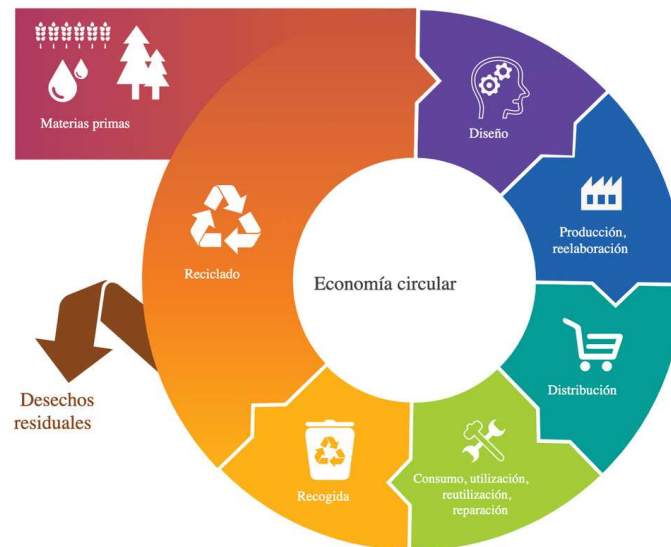 Materias primas
Diseño
Producción,
reelaboración
Reciclado
Economía circular
Distribución
Desechos
residuales
Consumo, utilización,
reutilización,
reparación
Recogida